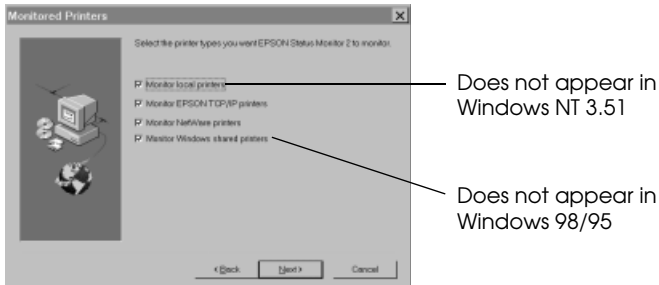 Monitored Printers
Select the printer types you want EPSON Status Monitor 2 to monitor.
Monitor local printers
Monitor EPSON TCP/IP printers
Monitor NetWare printers
Monitor Windows shared printers
Does not appear in
Windows NT 3.51
Does not appear in
Windows 98/95
< Back
Next >
Cancel